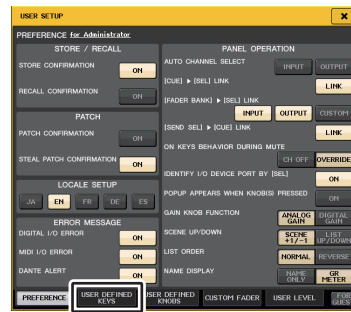 USER SETUP
PREFERENCE for Administrator
STORE / RECALL
STORE CONFIRMATION
ON
RECALL CONFIRMATION
ON
PATCH
PATCH CONFIRMATION
ON
STEAL PATCH CONFIRMATION
ON
LOCALE SETUP
JA EN FR DE ES
ERROR MESSAGE
DIGITAL I/O ERROR
ON
MIDI I/O ERROR
ON
DANTE ALERT
ON
PANEL OPERATION
AUTO CHANNEL SELECT
INPUT OUTPUT
[CUE] ▶ [SEL] LINK
LINK
[FADER BANK] ▶ [SEL] LINK
INPUT OUTPUT CUSTOM
[SEND SEL] ▶ [CUE] LINK
LINK
ON KEYS BEHAVIOR DURING MUTE
CH OFF OVERRIDE
IDENTIFY I/O DEVICE PORT BY [SEL]
ON
POPUP APPEARS WHEN KNOB IS PRESSED
ON
GAIN KNOB FUNCTION
ANALOG GAIN
DIGITAL GAIN
SCENE UP/DOWN
SCENE +1/-1
LIST UP/DOWN
LIST ORDER
NORMAL REVERSE
NAME DISPLAY
NAME ONLY
GR METER
PREFERENCE
USER DEFINED KEYS
USER DEFINED KNOBS
CUSTOM FADER
USER LEVEL
FOR